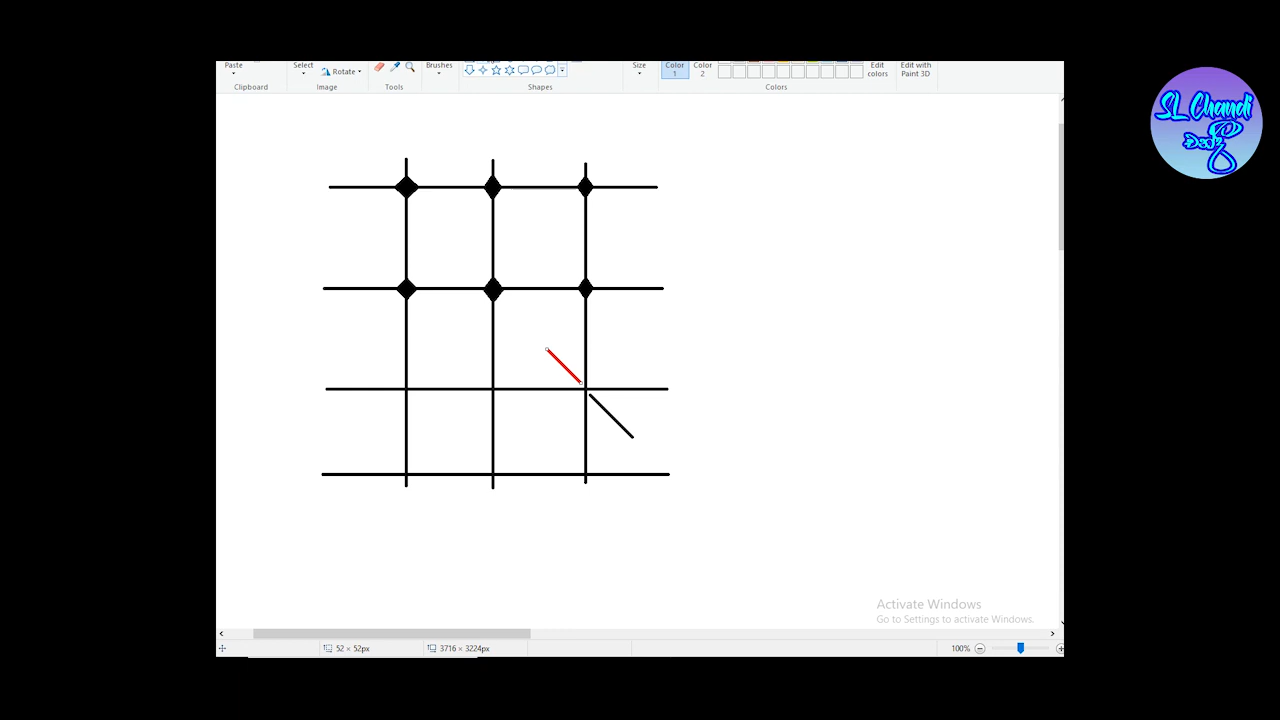 Paste
Select
Rotate
Brushes
Size
Color 1
Color 2
Edit colors
Edit with Paint 3D
Clipboard
Image
Tools
Shapes
Colors
SL Chandi
Activate Windows
Go to Settings to activate Windows.
52 × 52px
3716 × 3224px
100%